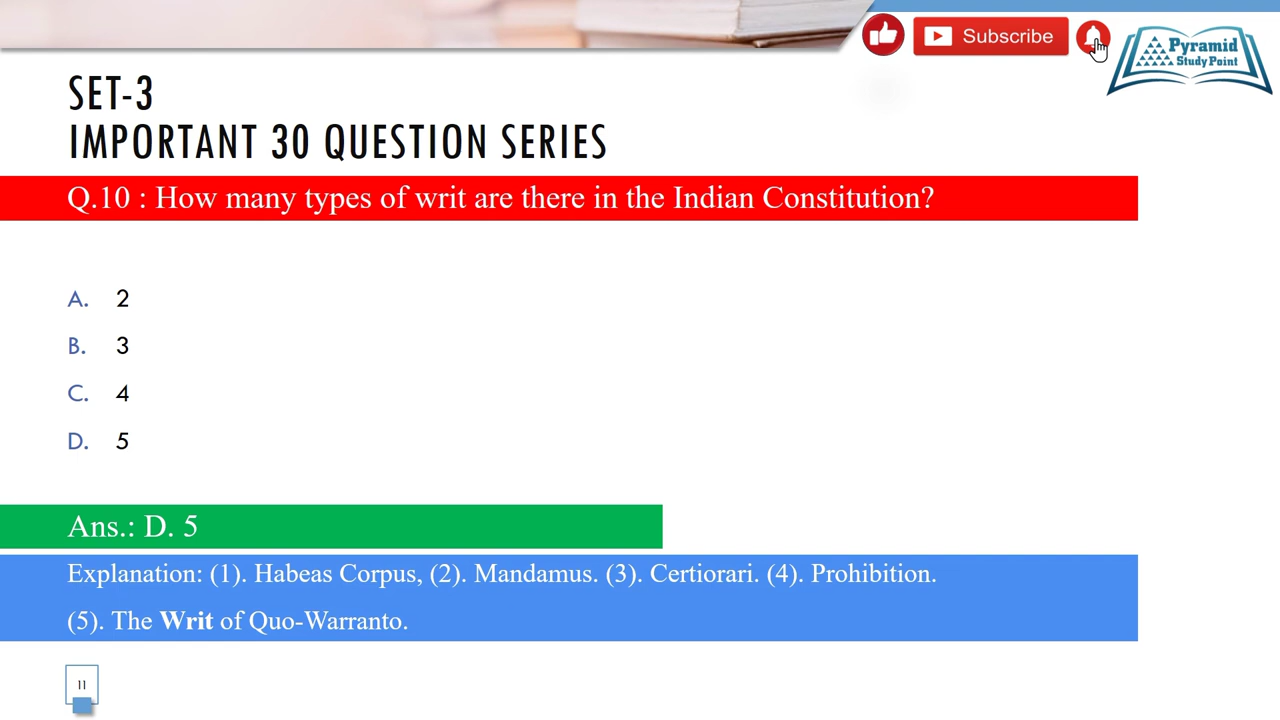 Subscribe
Pyramid
Study Point
SET-3
IMPORTANT 30 QUESTION SERIES
Q.10 : How many types of writ are there in the Indian Constitution?
A. 2
B. 3
C. 4
D. 5
Ans.: D. 5
Explanation: (1). Habeas Corpus, (2). Mandamus. (3). Certiorari. (4). Prohibition.
(5). The Writ of Quo-Warranto.
11